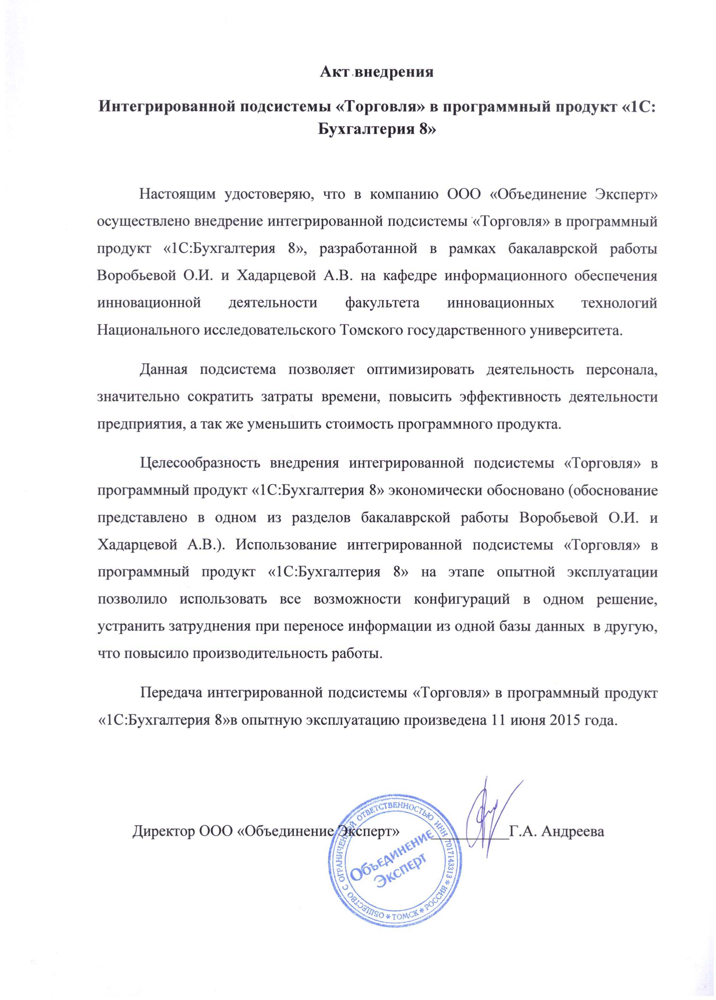 Акт внедрения
Интегрированной подсистемы «Торговля» в программный продукт «1С:
Бухгалтерия 8»
Настоящим удостоверяю, что в компанию ООО «Объединение Эксперт»
осуществлено внедрение интегрированной подсистемы «Торговля» в программный
продукт «1С:Бухгалтерия 8», разработанной в рамках бакалаврской работы
Воробьевой О.И. и Хадарцевой А.В. на кафедре информационного обеспечения
инновационной деятельности факультета инновационных технологий
Национального исследовательского Томского государственного университета.
Данная подсистема позволяет оптимизировать деятельность персонала,
значительно сократить затраты времени, повысить эффективность деятельности
предприятия, а так же уменьшить стоимость программного продукта.
Целесообразность внедрения интегрированной подсистемы «Торговля» в
программный продукт «1С:Бухгалтерия 8» экономически обосновано (обоснование
представлено в одном из разделов бакалаврской работы Воробьевой О.И. и
Хадарцевой А.В.). Использование интегрированной подсистемы «Торговля» в
программный продукт «1С:Бухгалтерия 8» на этапе опытной эксплуатации
позволило использовать все возможности конфигураций в одном решение,
устранить затруднения при переносе информации из одной базы данных в другую,
что повысило производительность работы.
Передача интегрированной подсистемы «Торговля» в программный продукт
«1С:Бухгалтерия 8»в опытную эксплуатацию произведена 11 июня 2015 года.
Директор ООО «Объединение Эксперт» __________Г.А. Андреева
ОБЩЕСТВО С ОГРАНИЧЕННОЙ ОТВЕТСТВЕННОСТЬЮ ИНН 7017143313 * РОССИЯ * ТОМСК *
Объединение
Эксперт